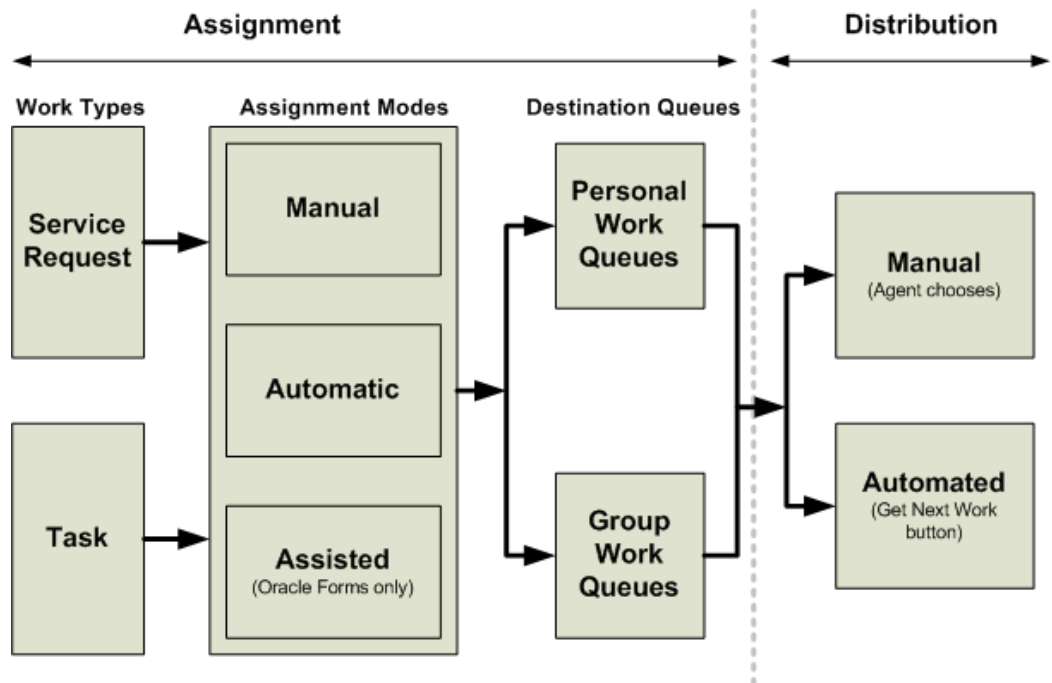 Assignment
Distribution
Work Types
Assignment Modes
Destination Queues
Service
Request
Task
Manual
Automatic
Assisted
(Oracle Forms only)
Personal
Work
Queues
Group
Work
Queues
Manual
(Agent chooses)
Automated
(Get Next Work
button)